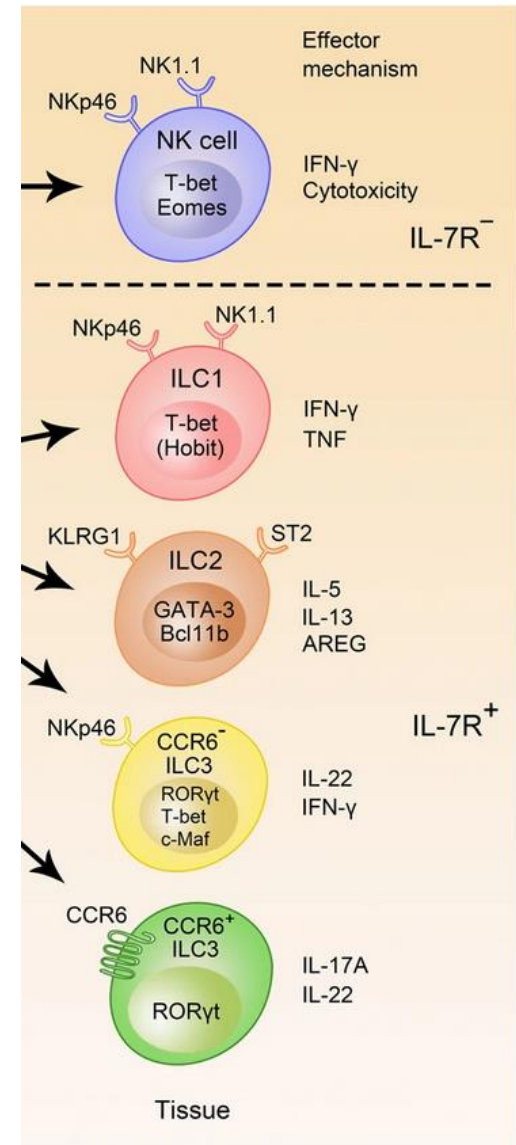 Effector
mechanism
NK1.1
NKp46
NK cell
T-bet
Eomes
IFN-γ
Cytotoxicity
IL-7R⁻
NKp46
NK1.1
ILC1
T-bet
(Hobit)
IFN-γ
TNF
KLRG1
ST2
ILC2
GATA-3
Bcl11b
IL-5
IL-13
AREG
IL-7R⁺
NKp46
CCR6⁻
ILC3
RORγt
T-bet
c-Maf
IL-22
IFN-γ
CCR6
CCR6⁺
ILC3
RORγt
IL-17A
IL-22
Tissue